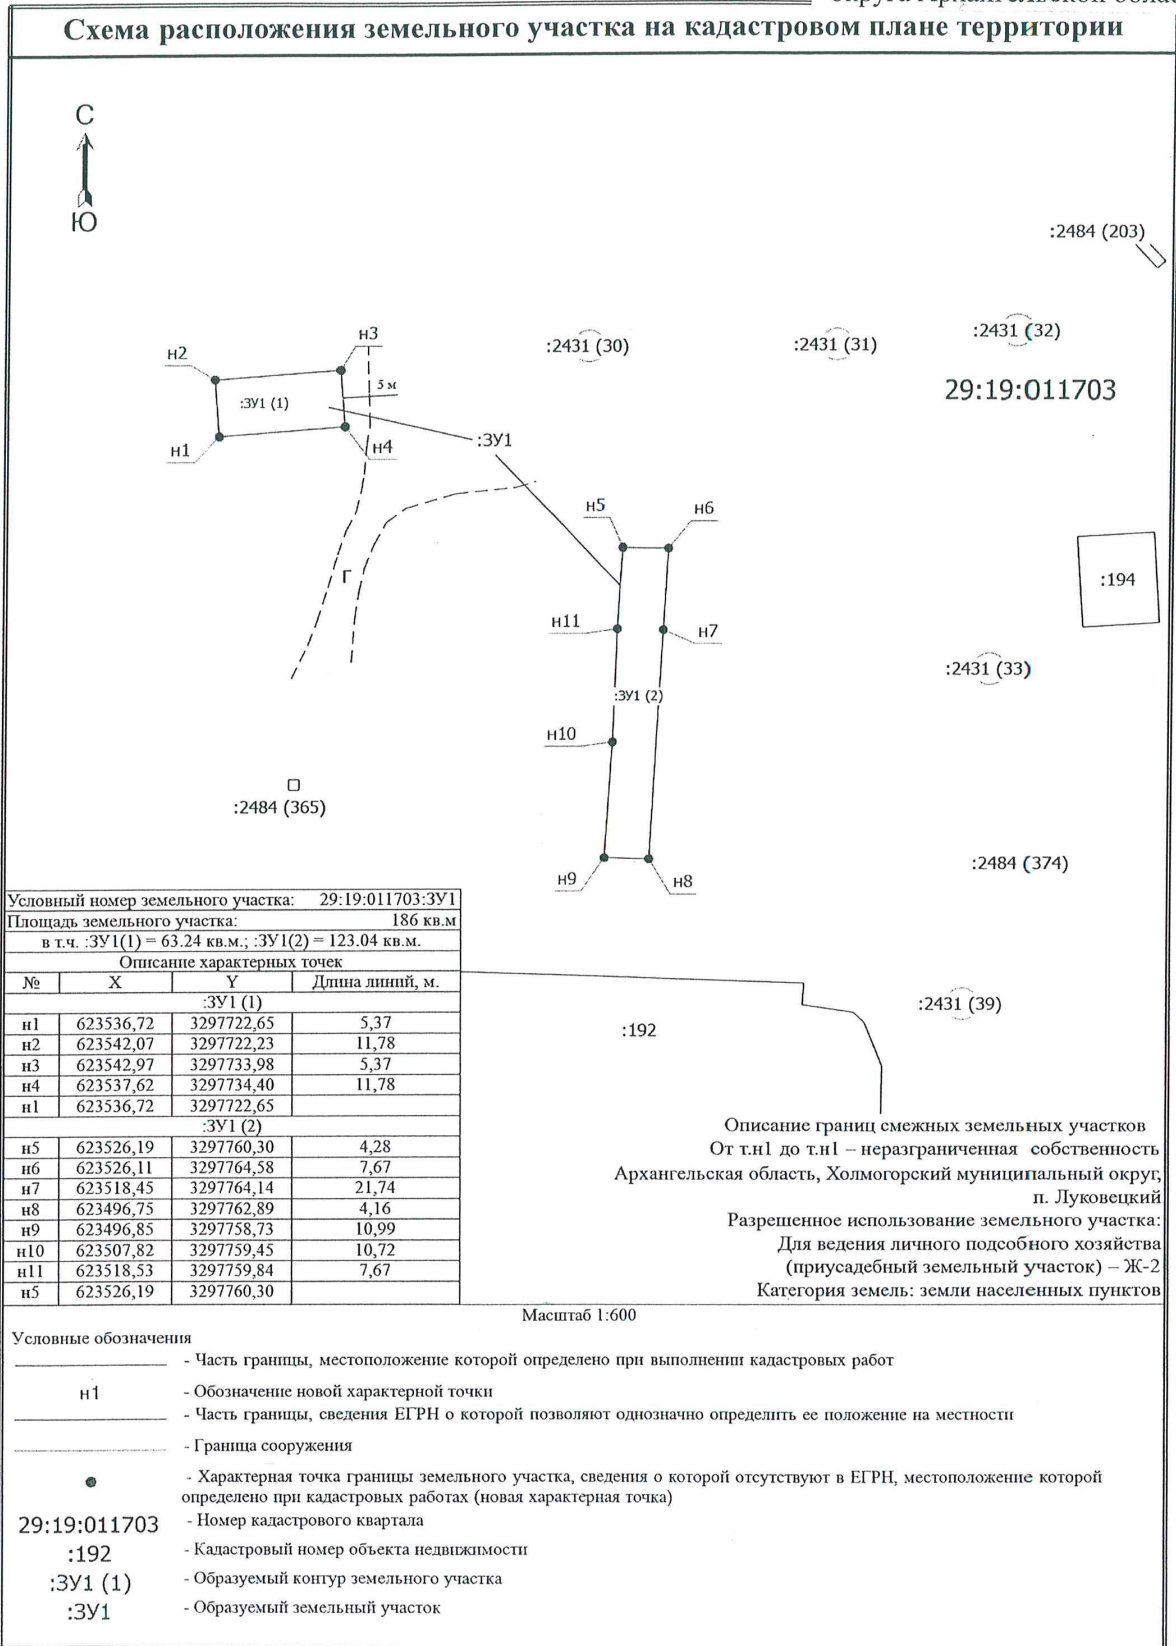 Схема расположения земельного участка на кадастровом плане территории
С
Ю
:2484 (203)
н3
н2
:2431 (30)
:2431 (31)
:2431 (32)
5 м
:ЗУ1 (1)
29:19:011703
н1
н4
:ЗУ1
н5
н6
Г
:194
н11
н7
:2431 (33)
:ЗУ1 (2)
н10
:2484 (365)
:2484 (374)
н9
н8
Условный номер земельного участка: 29:19:011703:ЗУ1
Площадь земельного участка: 186 кв.м
в т.ч. :ЗУ1(1) = 63.24 кв.м.; :ЗУ1(2) = 123.04 кв.м.
Описание характерных точек
№ X Y Длина линий, м.
:ЗУ1 (1)
н1 623536,72 3297722,65 5,37
н2 623542,07 3297722,23 11,78
н3 623542,97 3297733,98 5,37
н4 623537,62 3297734,40 11,78
н1 623536,72 3297722,65
:ЗУ1 (2)
н5 623526,19 3297760,30 4,28
н6 623526,11 3297764,58 7,67
н7 623518,45 3297764,14 21,74
н8 623496,75 3297762,89 4,16
н9 623496,85 3297758,73 10,99
н10 623507,82 3297759,45 10,72
н11 623518,53 3297759,84 7,67
н5 623526,19 3297760,30
:192
:2431 (39)
Описание границ смежных земельных участков
От т.н1 до т.н1 – неразграниченная собственность
Архангельская область, Холмогорский муниципальный округ,
п. Луковецкий
Разрешенное использование земельного участка:
Для ведения личного подсобного хозяйства
(приусадебный земельный участок) – Ж-2
Категория земель: земли населенных пунктов
Масштаб 1:600
Условные обозначения
- Часть границы, местоположение которой определено при выполнении кадастровых работ
н1 - Обозначение новой характерной точки
- Часть границы, сведения ЕГРН о которой позволяют однозначно определить ее положение на местности
- Граница сооружения
- Характерная точка границы земельного участка, сведения о которой отсутствуют в ЕГРН, местоположение которой
определено при кадастровых работах (новая характерная точка)
29:19:011703 - Номер кадастрового квартала
:192 - Кадастровый номер объекта недвижимости
:ЗУ1 (1) - Образуемый контур земельного участка
:ЗУ1 - Образуемый земельный участок